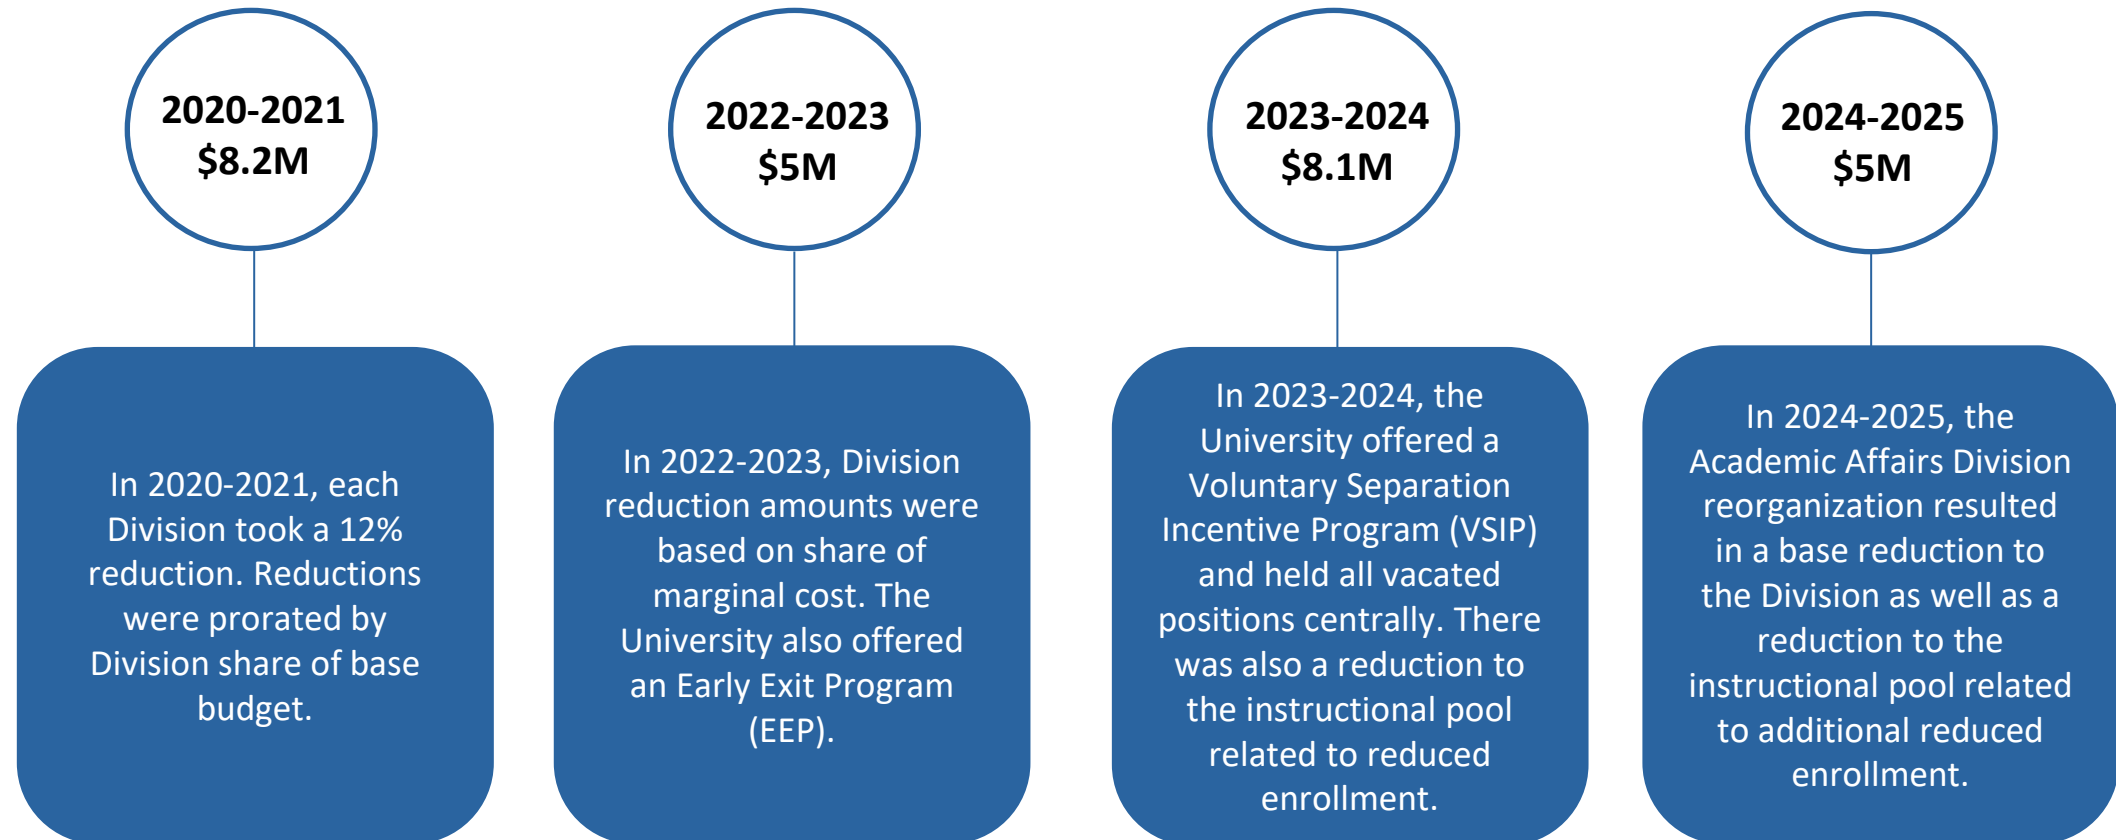 2020-2021
$8.2M
In 2020-2021, each
Division took a 12%
reduction. Reductions
were prorated by
Division share of base
budget.
2022-2023
$5M
In 2022-2023, Division
reduction amounts were
based on share of
marginal cost. The
University also offered
an Early Exit Program
(EEP).
2023-2024
$8.1M
In 2023-2024, the
University offered a
Voluntary Separation
Incentive Program (VSIP)
and held all vacated
positions centrally. There
was also a reduction to
the instructional pool
related to reduced
enrollment.
2024-2025
$5M
In 2024-2025, the
Academic Affairs Division
reorganization resulted
in a base reduction to
the Division as well as a
reduction to the
instructional pool related
to additional reduced
enrollment.